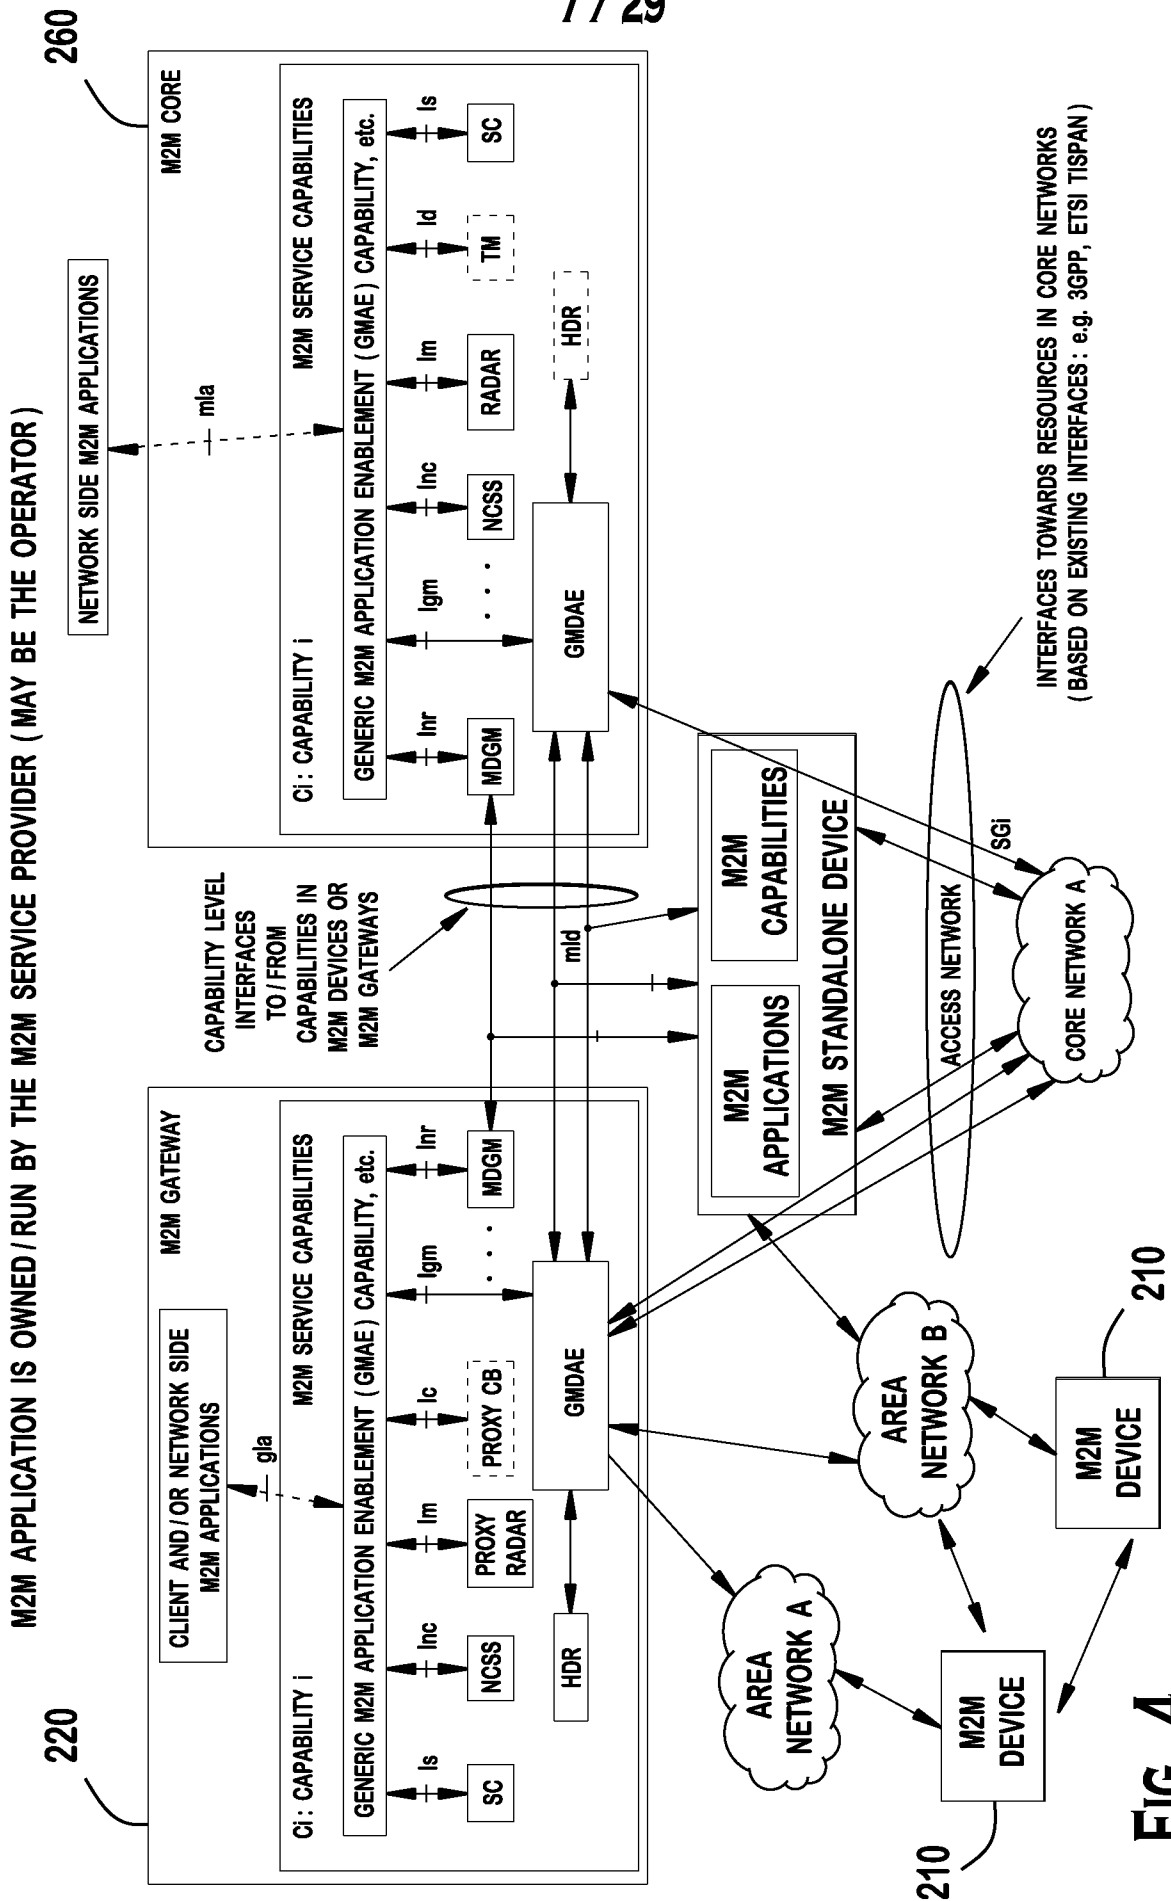 7 / 29
M2M APPLICATION IS OWNED/RUN BY THE M2M SERVICE PROVIDER (MAY BE THE OPERATOR)
220
M2M GATEWAY
CLIENT AND/OR NETWORK SIDE
M2M APPLICATIONS
gIa
Ci: CAPABILITY i
M2M SERVICE CAPABILITIES
GENERIC M2M APPLICATION ENABLEMENT (GMAE) CAPABILITY, etc.
Is
Inc
Im
Ic
Igm
Inr
SC
NCSS
PROXY
RADAR
PROXY CB
. . .
MDGM
HDR
GMDAE
CAPABILITY LEVEL
INTERFACES
TO/FROM
CAPABILITIES IN
M2M DEVICES OR
M2M GATEWAYS
mId
260
M2M CORE
NETWORK SIDE M2M APPLICATIONS
mIa
Ci: CAPABILITY i
M2M SERVICE CAPABILITIES
GENERIC M2M APPLICATION ENABLEMENT (GMAE) CAPABILITY, etc.
Inr
Igm
Inc
Im
Id
Is
MDGM
. . .
NCSS
RADAR
TM
SC
GMDAE
HDR
M2M
APPLICATIONS
M2M
CAPABILITIES
M2M STANDALONE DEVICE
ACCESS NETWORK
SGi
CORE NETWORK A
INTERFACES TOWARDS RESOURCES IN CORE NETWORKS
(BASED ON EXISTING INTERFACES: e.g. 3GPP, ETSI TISPAN)
AREA
NETWORK A
AREA
NETWORK B
M2M
DEVICE
210
M2M
DEVICE
210
FIG. 4